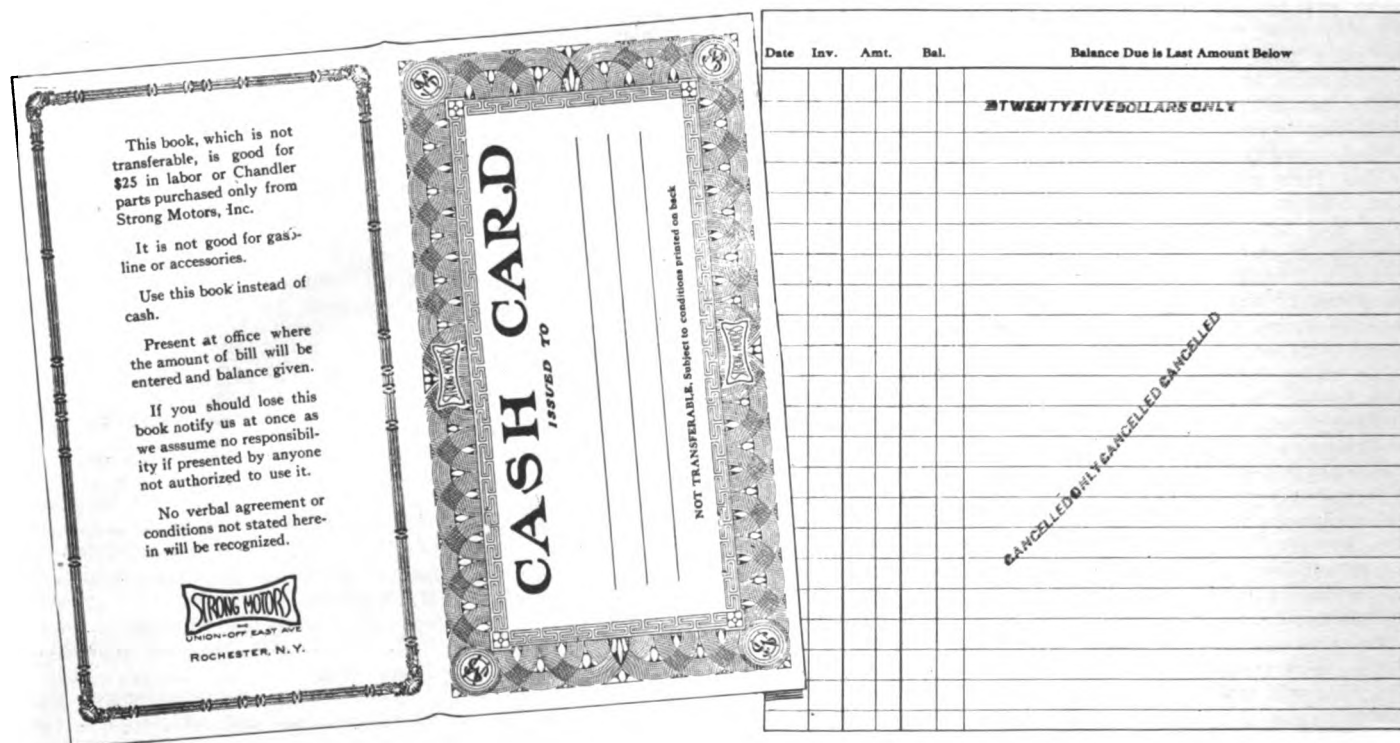 This book, which is not
transferable, is good for
$25 in labor or Chandler
parts purchased only from
Strong Motors, Inc.
It is not good for gaso-
line or accessories.
Use this book instead of
cash.
Present at office where
the amount of bill will be
entered and balance given.
If you should lose this
book notify us at once as
we asssume no responsibil-
ity if presented by anyone
not authorized to use it.
No verbal agreement or
conditions not stated here-
in will be recognized.
STRONG MOTORS
INC
UNION-OFF EAST AVE
ROCHESTER, N. Y.
CASH CARD
ISSUED TO
NOT TRANSFERABLE, Subject to conditions printed on back
STRONG MOTORS
STRONG MOTORS
Date Inv. Amt. Bal. Balance Due is Last Amount Below
TWENTYFIVEDOLLARS ONLY
CANCELLED ONLY CANCELLED CANCELLED